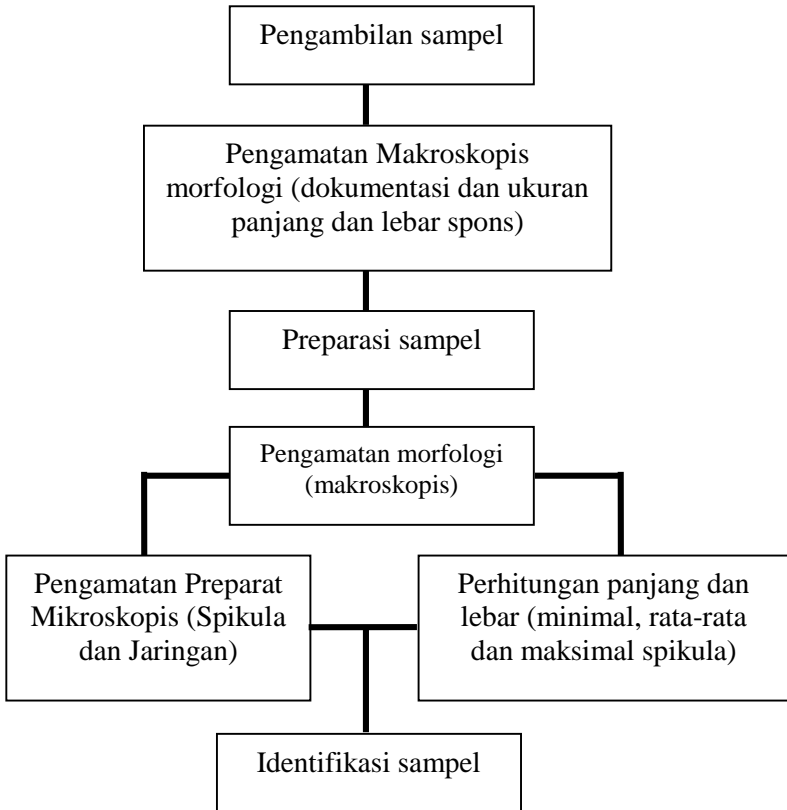 Pengambilan sampel
Pengamatan Makroskopis
morfologi (dokumentasi dan ukuran
panjang dan lebar spons)
Preparasi sampel
Pengamatan morfologi
(makroskopis)
Pengamatan Preparat
Mikroskopis (Spikula
dan Jaringan)
Perhitungan panjang dan
lebar (minimal, rata-rata
dan maksimal spikula)
Identifikasi sampel